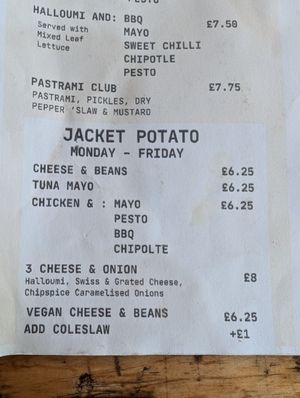 PESTO
HALLOUMI AND: BBQ £7.50
Served with MAYO
Mixed Leaf SWEET CHILLI
Lettuce
CHIPOTLE
PESTO
PASTRAMI CLUB £7.75
PASTRAMI, PICKLES, DRY
PEPPER 'SLAW & MUSTARD
JACKET POTATO
MONDAY - FRIDAY
CHEESE & BEANS £6.25
TUNA MAYO £6.25
CHICKEN & : MAYO £6.25
PESTO
BBQ
CHIPOLTE
3 CHEESE & ONION £8
Halloumi, Swiss & Grated Cheese,
Chipspice Caramelised Onions
VEGAN CHEESE & BEANS £6.25
ADD COLESLAW +£1